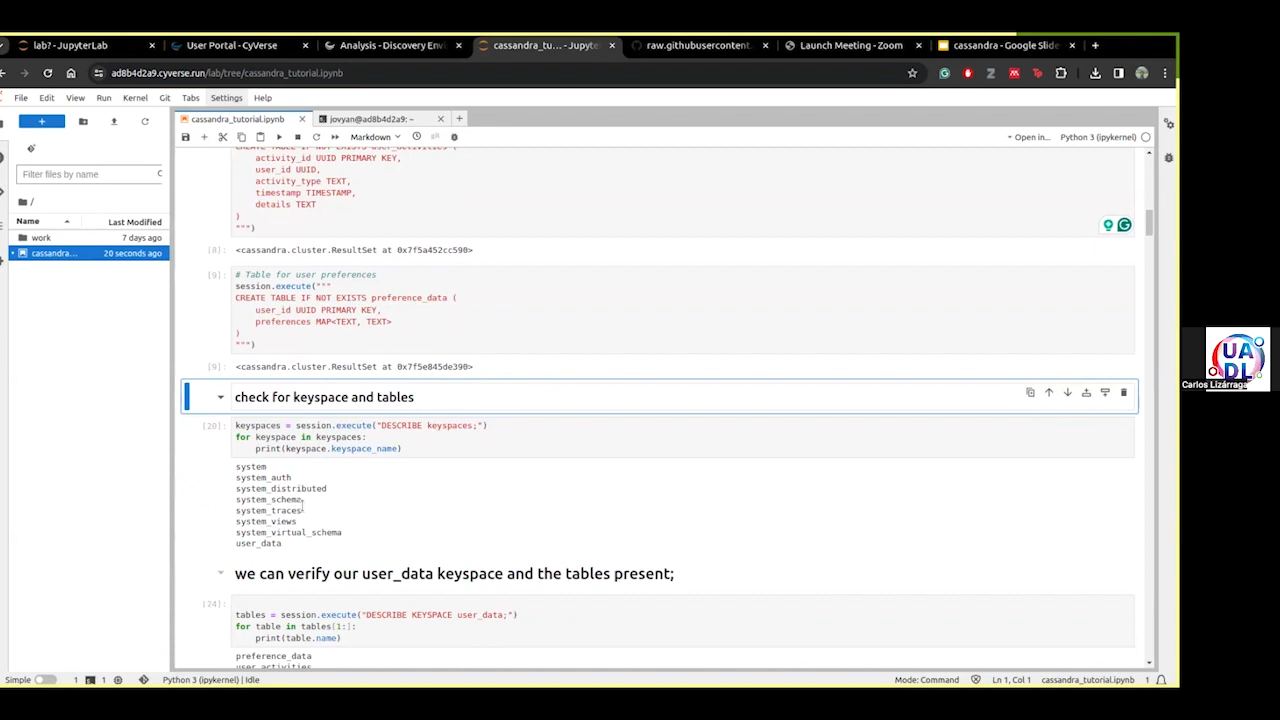 lab? - JupyterLab
User Portal - CyVerse
Analysis - Discovery Envi
cassandra_tu... - Jupyte
raw.githubusercontent.
Launch Meeting - Zoom
cassandra - Google Slide
ad8b4d2a9.cyverse.run/lab/tree/cassandra_tutorial.ipynb
File Edit View Run Kernel Git Tabs Settings Help
cassandra_tutorial.ipynb
jovyan@ad8b4d2a9: ~
Markdown
Open in...
Python 3 (ipykernel)
Filter files by name
/
Name Last Modified
work 7 days ago
cassandra... 20 seconds ago
CREATE TABLE IF NOT EXISTS user_activities (
activity_id UUID PRIMARY KEY,
user_id UUID,
activity_type TEXT,
timestamp TIMESTAMP,
details TEXT
)
""")
[8]: <cassandra.cluster.ResultSet at 0x7f5a452cc590>
[9]: # Table for user preferences
session.execute("""
CREATE TABLE IF NOT EXISTS preference_data (
user_id UUID PRIMARY KEY,
preferences MAP<TEXT, TEXT>
)
""")
[9]: <cassandra.cluster.ResultSet at 0x7f5e845de390>
check for keyspace and tables
[20]: keyspaces = session.execute("DESCRIBE keyspaces;")
for keyspace in keyspaces:
print(keyspace.keyspace_name)
system
system_auth
system_distributed
system_schema
system_traces
system_views
system_virtual_schema
user_data
we can verify our user_data keyspace and the tables present;
[24]:
tables = session.execute("DESCRIBE KEYSPACE user_data;")
for table in tables[1:]:
print(table.name)
preference_data
user_activities
Simple 1 1 Python 3 (ipykernel) | Idle
Mode: Command Ln 1, Col 1 cassandra_tutorial.ipynb 1
UA
DL
Carlos Lizárraga